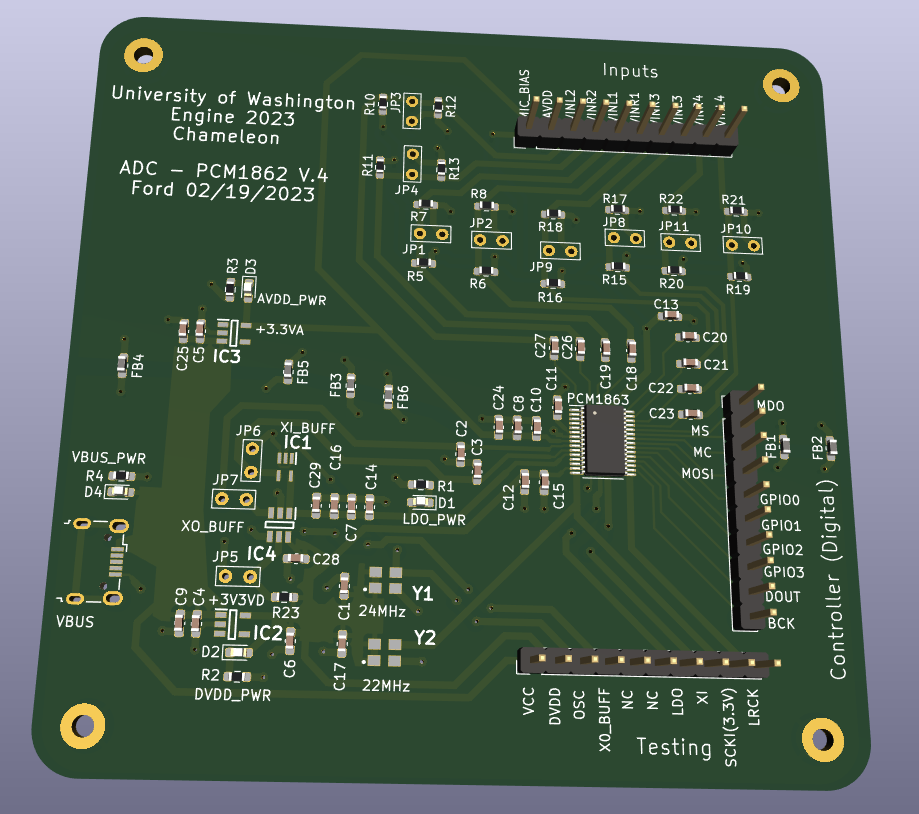 University of Washington
Engine 2023
Chameleon
ADC - PCM1862 V.4
Ford 02/19/2023
Inputs
AVDD
R10
JP3
R12
R11
JP4
R13
R7
JP1
R5
R8
JP2
R6
R18
JP9
R16
R17
JP8
R15
R22
JP11
R20
R21
JP10
R19
R3
D3
AVDD_PWR
+3.3VA
C25
C5
IC3
FB4
FB5
FB3
FB6
C13
C20
C21
C22
C23
C27
C26
C19
C18
C11
PCM1863
C24
C8
C10
C2
C3
C12
C15
MDO
MS
MC
MOSI
FB1
FB2
GPIO0
GPIO1
GPIO2
GPIO3
DOUT
BCK
Controller (Digital)
XI_BUFF
JP6
IC1
JP7
C29
C16
C7
C14
R1
D1
LDO_PWR
VBUS_PWR
R4
D4
XO_BUFF
IC4
C28
JP5
+3V3VD
R23
C1
Y1
24MHz
VBUS
C9
C4
IC2
D2
R2
DVDD_PWR
C6
C17
Y2
22MHz
VCC
DVDD
OSC
XO_BUFF
NC
NC
LDO
XI
SCKI(3.3V)
LRCK
Testing